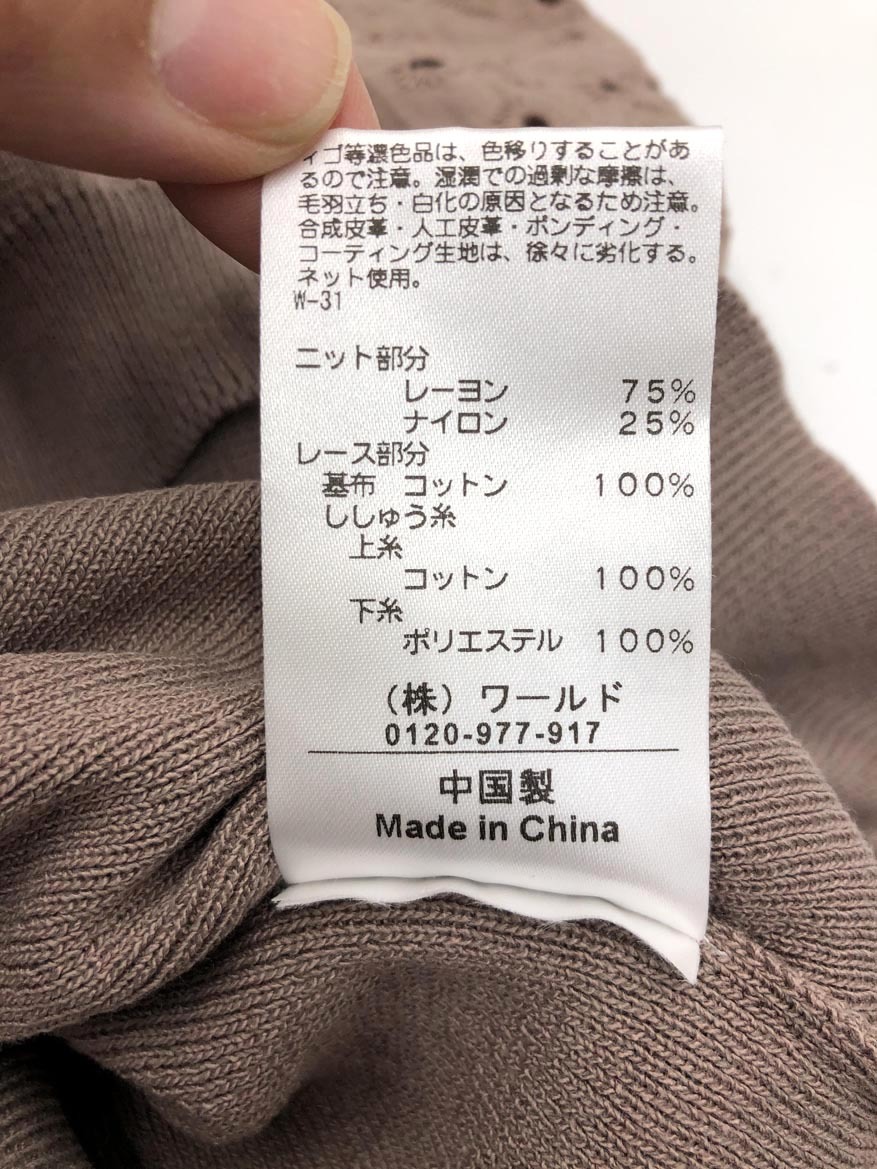 ィゴ等濃色品は、色移りすることがあ
るので注意。湿潤での過剰な摩擦は、
毛羽立ち・白化の原因となるため注意。
合成皮革・人工皮革・ボンディング・
コーティング生地は、徐々に劣化する。
ネット使用。
W-31
ニット部分
レーヨン 75%
ナイロン 25%
レース部分
基布 コットン 100%
ししゅう糸
上糸
コットン 100%
下糸
ポリエステル 100%
(株)ワールド
0120-977-917
中国製
Made in China